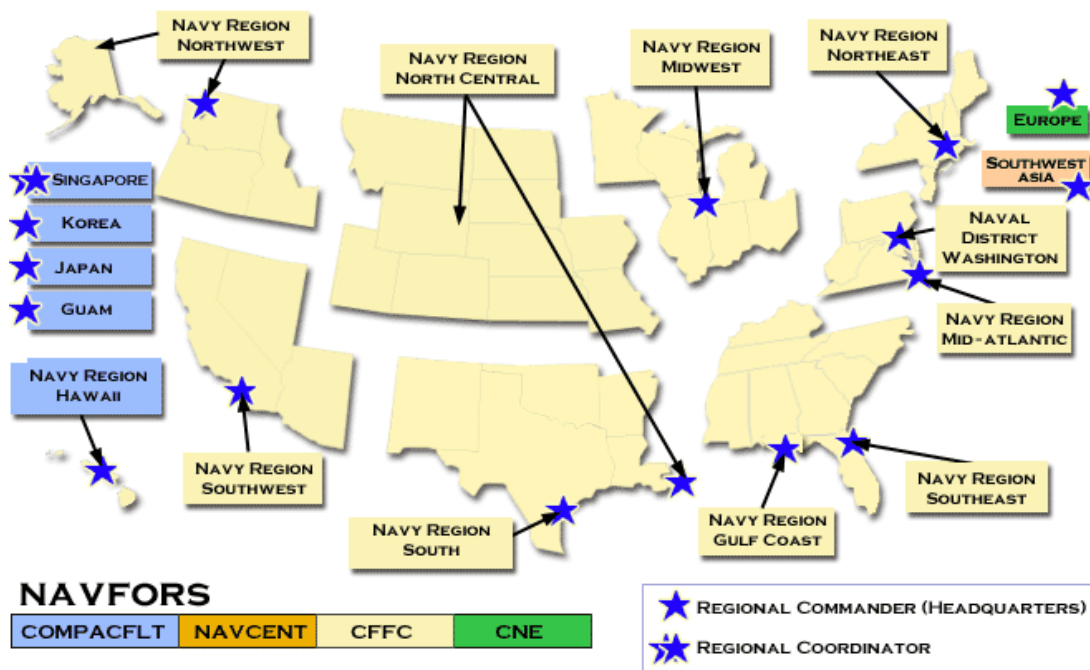 NAVY REGION
NORTHWEST
NAVY REGION
NORTH CENTRAL
NAVY REGION
MIDWEST
NAVY REGION
NORTHEAST
EUROPE
SOUTHWEST
ASIA
SINGAPORE
KOREA
JAPAN
GUAM
NAVAL
DISTRICT
WASHINGTON
NAVY REGION
MID-ATLANTIC
NAVY REGION
HAWAII
NAVY REGION
SOUTHWEST
NAVY REGION
SOUTH
NAVY REGION
GULF COAST
NAVY REGION
SOUTHEAST
NAVFORS
COMPACFLT
NAVCENT
CFFC
CNE
REGIONAL COMMANDER (HEADQUARTERS)
REGIONAL COORDINATOR